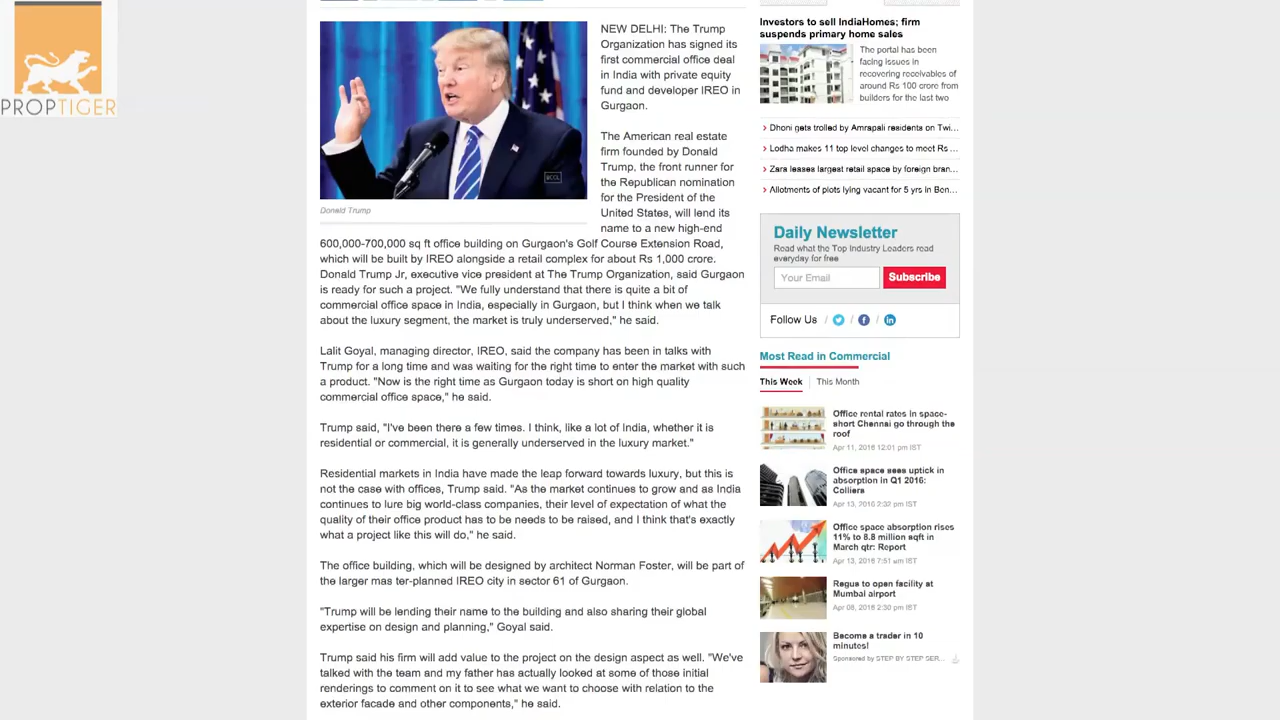 PROPTIGER
NEW DELHI: The Trump
Organization has signed its
first commercial office deal
in India with private equity
fund and developer IREO in
Gurgaon.
The American real estate
firm founded by Donald
Trump, the front runner for
the Republican nomination
for the President of the
United States, will lend its
name to a new high-end
Donald Trump
600,000-700,000 sq ft office building on Gurgaon's Golf Course Extension Road,
which will be built by IREO alongside a retail complex for about Rs 1,000 crore.
Donald Trump Jr, executive vice president at The Trump Organization, said Gurgaon
is ready for such a project. "We fully understand that there is quite a bit of
commercial office space in India, especially in Gurgaon, but I think when we talk
about the luxury segment, the market is truly underserved," he said.
Lalit Goyal, managing director, IREO, said the company has been in talks with
Trump for a long time and was waiting for the right time to enter the market with such
a product. "Now is the right time as Gurgaon today is short on high quality
commercial office space," he said.
Trump said, "I've been there a few times. I think, like a lot of India, whether it is
residential or commercial, it is generally underserved in the luxury market."
Residential markets in India have made the leap forward towards luxury, but this is
not the case with offices, Trump said. "As the market continues to grow and as India
continues to lure big world-class companies, their level of expectation of what the
quality of their office product has to be needs to be raised, and I think that's exactly
what a project like this will do," he said.
The office building, which will be designed by architect Norman Foster, will be part of
the larger mas ter-planned IREO city in sector 61 of Gurgaon.
"Trump will be lending their name to the building and also sharing their global
expertise on design and planning," Goyal said.
Trump said his firm will add value to the project on the design aspect as well. "We've
talked with the team and my father has actually looked at some of those initial
renderings to comment on it to see what we want to choose with relation to the
exterior facade and other components," he said.
Investors to sell IndiaHomes; firm
suspends primary home sales
The portal has been
facing issues in
recovering receivables of
around Rs 100 crore from
builders for the last two
Dhoni gets trolled by Amrapali residents on Twi...
Lodha makes 11 top level changes to meet Rs ...
Zara leases largest retail space by foreign bran...
Allotments of plots lying vacant for 5 yrs in Ben...
Daily Newsletter
Read what the Top Industry Leaders read
everyday for free
Your Email Subscribe
Follow Us / / /
Most Read in Commercial
This Week This Month
Office rental rates in space-
short Chennai go through the
roof
Apr 11, 2016 12:01 pm IST
Office space sees uptick in
absorption in Q1 2016:
Colliers
Apr 13, 2016 2:32 pm IST
Office space absorption rises
11% to 8.8 million sqft in
March qtr: Report
Apr 13, 2016 7:51 am IST
Regus to open facility at
Mumbai airport
Apr 08, 2016 2:30 pm IST
Become a trader in 10
minutes!
Sponsored by STEP BY STEP SER...